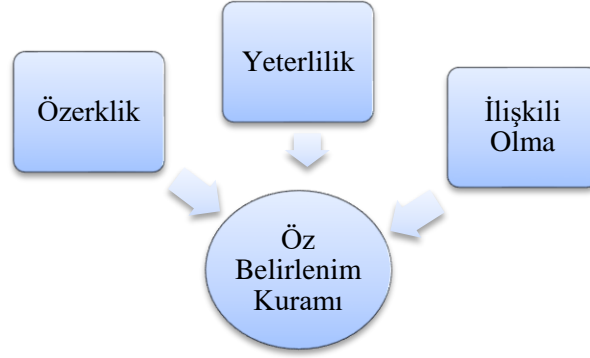 Özerklik
Yeterlilik
İlişkili
Olma
Öz
Belirlenim
Kuramı